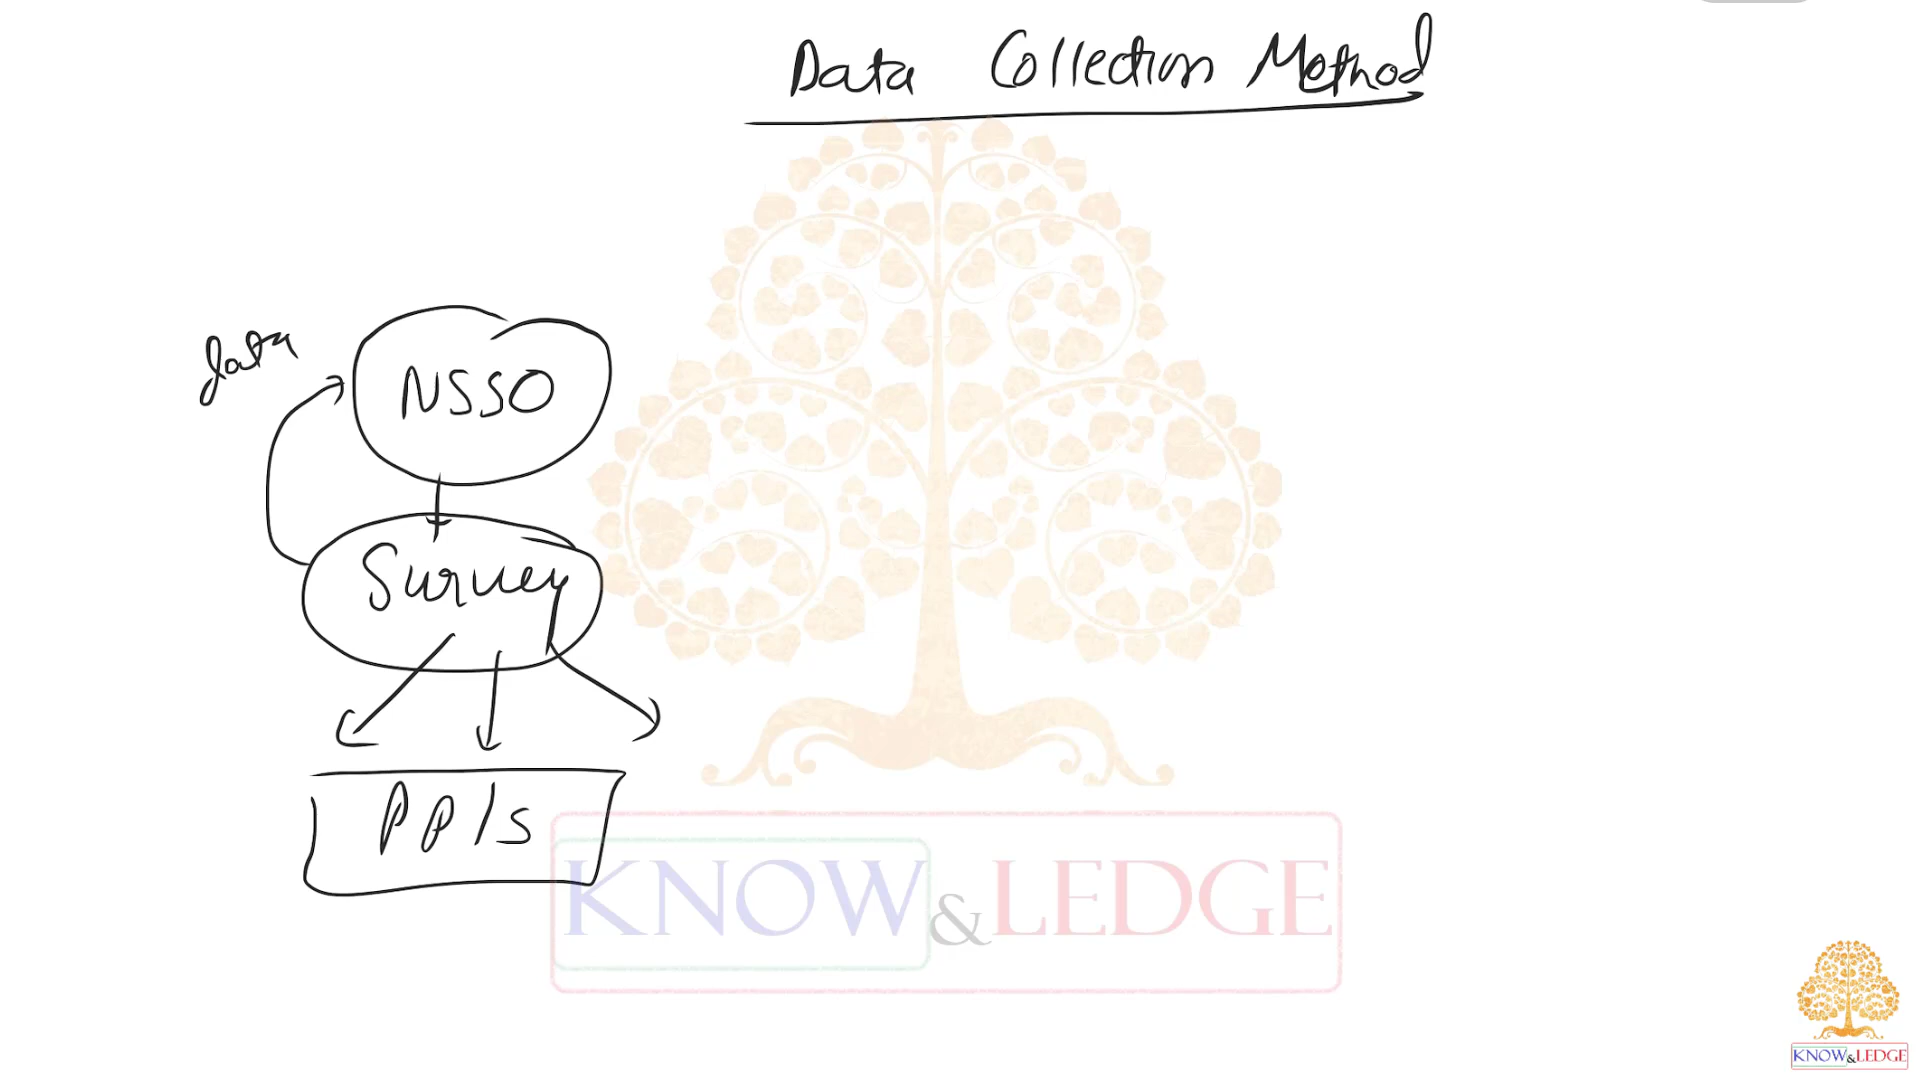 Data Collection Method
data
NSSO
Survey
PPls
KNOW&LEDGE
KNOW&LEDGE